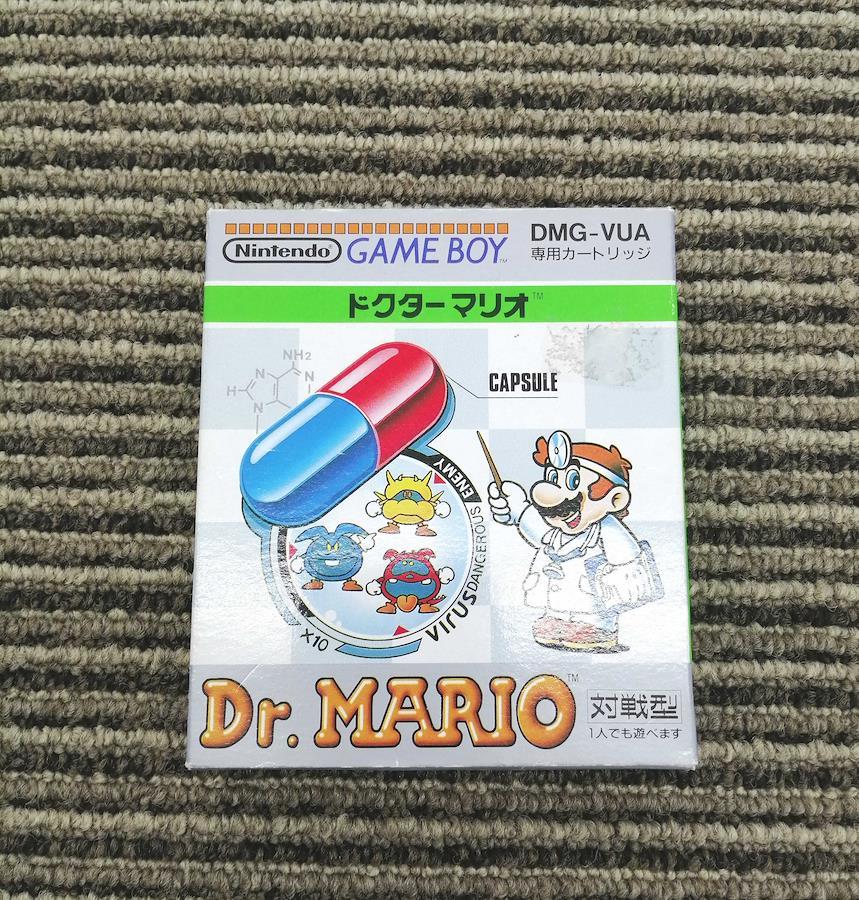 Nintendo® GAME BOY™
DMG-VUA
専用カートリッジ
ドクターマリオ™
CAPSULE
NH2
N
N
H
N
N
ENEMY
DANGEROUS
VIRUS
X10
Dr. MARIO™
対戦型
1人でも遊べます